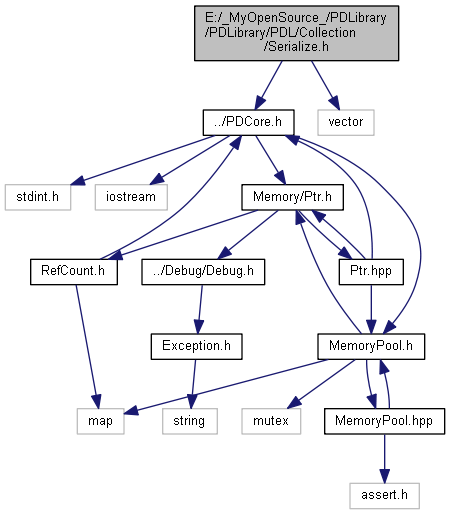 E:/_MyOpenSource_/PDLibrary
/PDLibrary/PDL/Collection
/Serialize.h
../PDCore.h
vector
stdint.h
iostream
Memory/Ptr.h
RefCount.h
../Debug/Debug.h
Ptr.hpp
Exception.h
MemoryPool.h
map
string
mutex
MemoryPool.hpp
assert.h